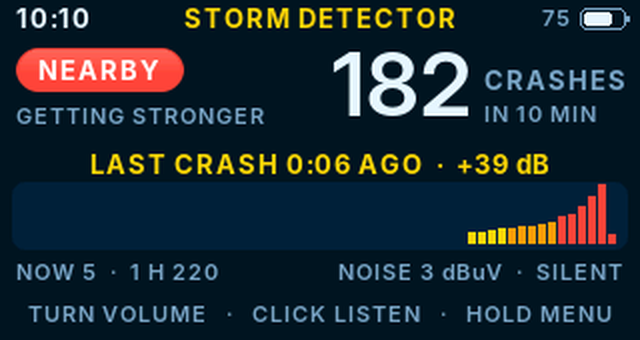 10:10 STORM DETECTOR 75
NEARBY
182 CRASHES
GETTING STRONGER IN 10 MIN
LAST CRASH 0:06 AGO · +39 dB
NOW 5 · 1 H 220 NOISE 3 dBuV · SILENT
TURN VOLUME · CLICK LISTEN · HOLD MENU